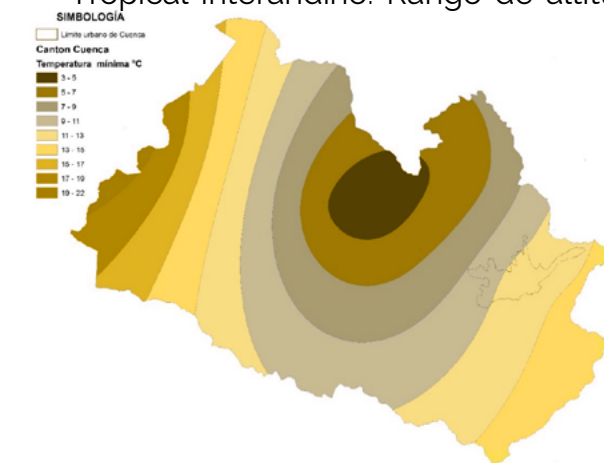 Tropical Interandino. Rango de altit
SIMBOLOGÍA
Límite urbano de Cuenca
Canton Cuenca
Temperatura mínima °C
3 - 5
5 - 7
7 - 9
9 - 11
11 - 13
13 - 15
15 - 17
17 - 19
19 - 22